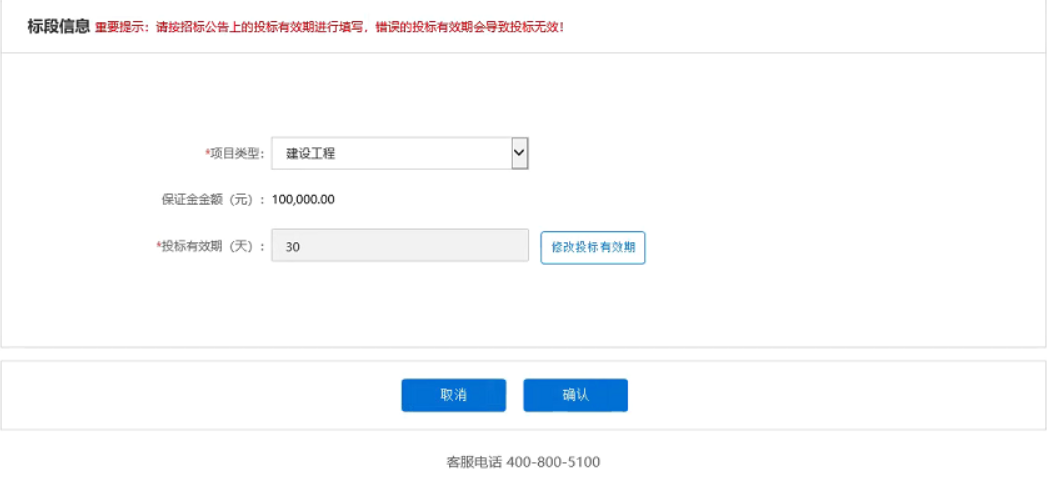 标段信息 重要提示：请按招标公告上的投标有效期进行填写，错误的投标有效期会导致投标无效！
*项目类型： 建设工程
保证金金额（元）： 100,000.00
*投标有效期（天）： 30 修改投标有效期
取消 确认
客服电话 400-800-5100